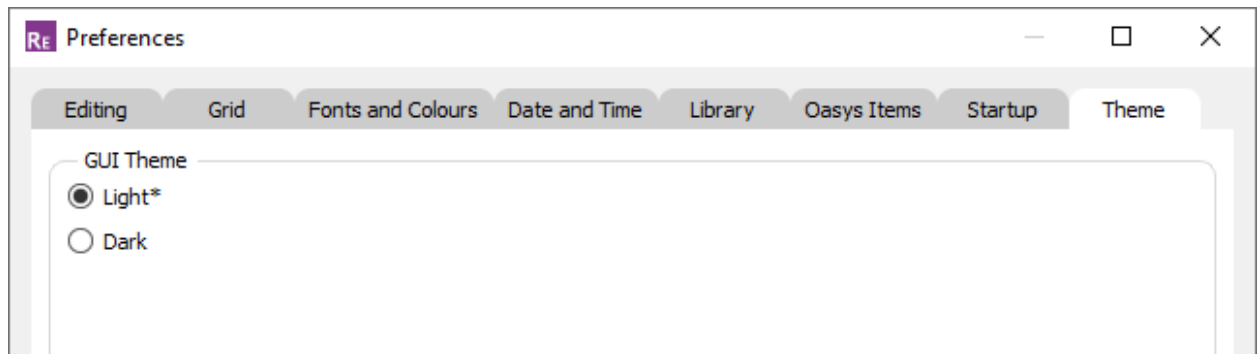 RE Preferences
Editing Grid Fonts and Colours Date and Time Library Oasys Items Startup Theme
GUI Theme
Light*
Dark